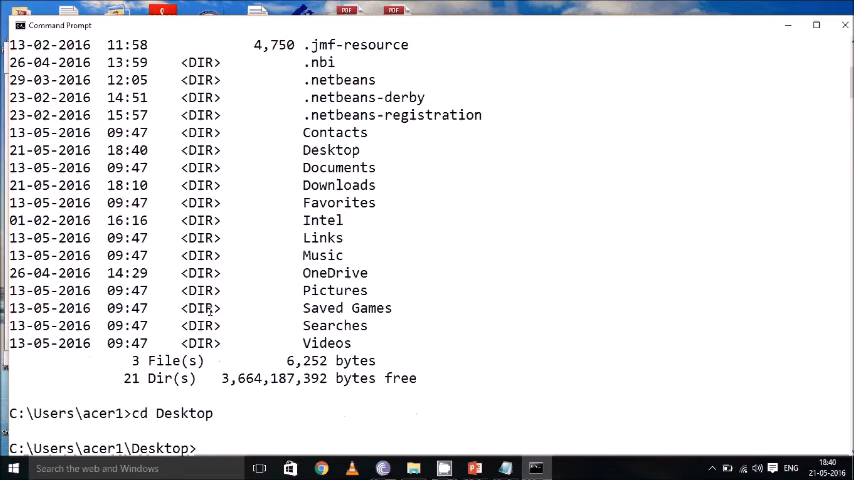 PDF
PDF
Command Prompt
13-02-2016 11:58 4,750 .jmf-resource
26-04-2016 13:59 <DIR> .nbi
29-03-2016 12:05 <DIR> .netbeans
23-02-2016 14:51 <DIR> .netbeans-derby
23-02-2016 15:57 <DIR> .netbeans-registration
13-05-2016 09:47 <DIR> Contacts
21-05-2016 18:40 <DIR> Desktop
13-05-2016 09:47 <DIR> Documents
21-05-2016 18:10 <DIR> Downloads
13-05-2016 09:47 <DIR> Favorites
01-02-2016 16:16 <DIR> Intel
13-05-2016 09:47 <DIR> Links
13-05-2016 09:47 <DIR> Music
26-04-2016 14:29 <DIR> OneDrive
13-05-2016 09:47 <DIR> Pictures
13-05-2016 09:47 <DIR> Saved Games
13-05-2016 09:47 <DIR> Searches
13-05-2016 09:47 <DIR> Videos
3 File(s) 6,252 bytes
21 Dir(s) 3,664,187,392 bytes free
C:\Users\acer1>cd Desktop
C:\Users\acer1\Desktop>
Search the web and Windows
ENG
18:40
21-05-2016